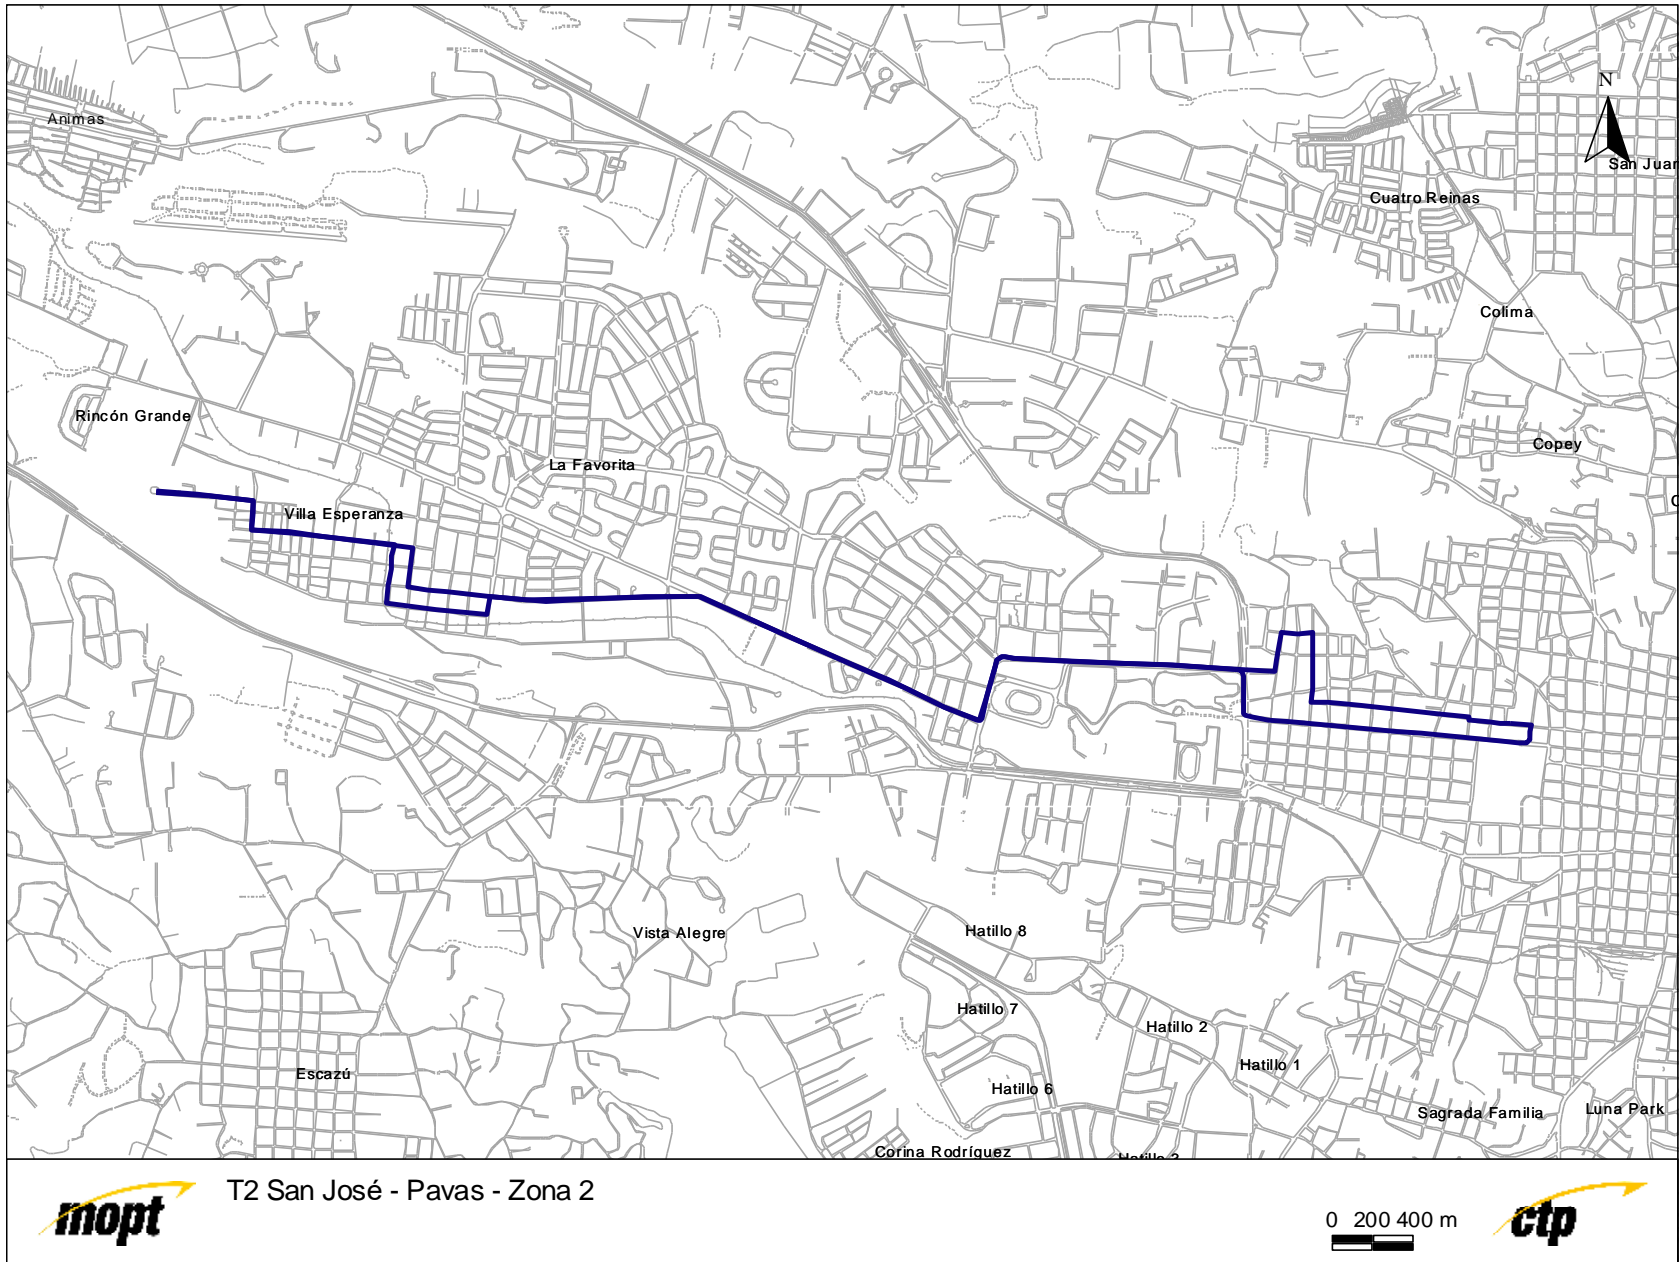 N
Animas
San Juan
Cuatro Reinas
Colima
Rincón Grande
Copey
La Favorita
C
Villa Esperanza
Vista Alegre
Hatillo 8
Hatillo 7
Hatillo 2
Hatillo 1
Escazú
Hatillo 6
Sagrada Familia
Luna Park
Corina Rodríguez
Hatillo 3
T2 San José - Pavas - Zona 2
mopt
0 200 400 m
ctp